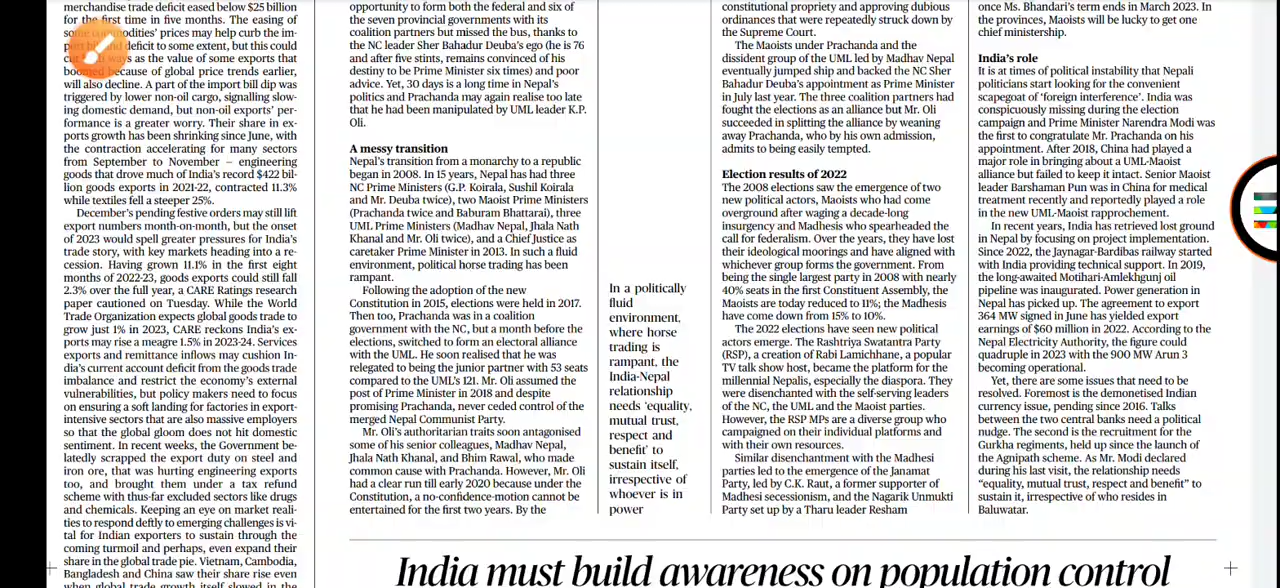 merchandise trade deficit eased below $25 billion
for the first time in five months. The easing of
some commodities' prices may help curb the im-
port bill and deficit to some extent, but this could
cut both ways as the value of some exports that
boomed because of global price trends earlier,
will also decline. A part of the import bill dip was
triggered by lower non-oil cargo, signalling slow-
ing domestic demand, but non-oil exports' per-
formance is a greater worry. Their share in ex-
ports growth has been shrinking since June, with
the contraction accelerating for many sectors
from September to November — engineering
goods that drove much of India's record $422 bil-
lion goods exports in 2021-22, contracted 11.3%
while textiles fell a steeper 25%.
December's pending festive orders may still lift
export numbers month-on-month, but the onset
of 2023 would spell greater pressures for India's
trade story, with key markets heading into a re-
cession. Having grown 11.1% in the first eight
months of 2022-23, goods exports could still fall
2.3% over the full year, a CARE Ratings research
paper cautioned on Tuesday. While the World
Trade Organization expects global goods trade to
grow just 1% in 2023, CARE reckons India's ex-
ports may rise a meagre 1.5% in 2023-24. Services
exports and remittance inflows may cushion In-
dia's current account deficit from the goods trade
imbalance and restrict the economy's external
vulnerabilities, but policy makers need to focus
on ensuring a soft landing for factories in export-
intensive sectors that are also massive employers
so that the global gloom does not hit domestic
sentiment. In recent weeks, the Government be-
latedly scrapped the export duty on steel and
iron ore, that was hurting engineering exports
too, and brought them under a tax refund
scheme with thus-far excluded sectors like drugs
and chemicals. Keeping an eye on market reali-
ties to respond deftly to emerging challenges is vi-
tal for Indian exporters to sustain through the
coming turmoil and perhaps, even expand their
share in the global trade pie. Vietnam, Cambodia,
Bangladesh and China saw their share rise even
when global trade growth itself slowed in the
opportunity to form both the federal and six of
the seven provincial governments with its
coalition partners but missed the bus, thanks to
the NC leader Sher Bahadur Deuba's ego (he is 76
and after five stints, remains convinced of his
destiny to be Prime Minister six times) and poor
advice. Yet, 30 days is a long time in Nepal's
politics and Prachanda may again realise too late
that he had been manipulated by UML leader K.P.
Oli.
A messy transition
Nepal's transition from a monarchy to a republic
began in 2008. In 15 years, Nepal has had three
NC Prime Ministers (G.P. Koirala, Sushil Koirala
and Mr. Deuba twice), two Maoist Prime Ministers
(Prachanda twice and Baburam Bhattarai), three
UML Prime Ministers (Madhav Nepal, Jhala Nath
Khanal and Mr. Oli twice), and a Chief Justice as
caretaker Prime Minister in 2013. In such a fluid
environment, political horse trading has been
rampant.
Following the adoption of the new
Constitution in 2015, elections were held in 2017.
Then too, Prachanda was in a coalition
government with the NC, but a month before the
elections, switched to form an electoral alliance
with the UML. He soon realised that he was
relegated to being the junior partner with 53 seats
compared to the UML's 121. Mr. Oli assumed the
post of Prime Minister in 2018 and despite
promising Prachanda, never ceded control of the
merged Nepal Communist Party.
Mr. Oli's authoritarian traits soon antagonised
some of his senior colleagues, Madhav Nepal,
Jhala Nath Khanal, and Bhim Rawal, who made
common cause with Prachanda. However, Mr. Oli
had a clear run till early 2020 because under the
Constitution, a no-confidence-motion cannot be
entertained for the first two years. By the
In a politically
fluid
environment,
where horse
trading is
rampant, the
India-Nepal
relationship
needs 'equality,
mutual trust,
respect and
benefit' to
sustain itself,
irrespective of
whoever is in
power
constitutional propriety and approving dubious
ordinances that were repeatedly struck down by
the Supreme Court.
The Maoists under Prachanda and the
dissident group of the UML led by Madhav Nepal
eventually jumped ship and backed the NC Sher
Bahadur Deuba's appointment as Prime Minister
in July last year. The three coalition partners had
fought the elections as an alliance but Mr. Oli
succeeded in splitting the alliance by weaning
away Prachanda, who by his own admission,
admits to being easily tempted.
Election results of 2022
The 2008 elections saw the emergence of two
new political actors, Maoists who had come
overground after waging a decade-long
insurgency and Madhesis who spearheaded the
call for federalism. Over the years, they have lost
their ideological moorings and have aligned with
whichever group forms the government. From
being the single largest party in 2008 with nearly
40% seats in the first Constituent Assembly, the
Maoists are today reduced to 11%; the Madhesis
have come down from 15% to 10%.
The 2022 elections have seen new political
actors emerge. The Rashtriya Swatantra Party
(RSP), a creation of Rabi Lamichhane, a popular
TV talk show host, became the platform for the
millennial Nepalis, especially the diaspora. They
were disenchanted with the self-serving leaders
of the NC, the UML and the Maoist parties.
However, the RSP MPs are a diverse group who
campaigned on their individual platforms and
with their own resources.
Similar disenchantment with the Madhesi
parties led to the emergence of the Janamat
Party, led by C.K. Raut, a former supporter of
Madhesi secessionism, and the Nagarik Unmukti
Party set up by a Tharu leader Resham
once Ms. Bhandari's term ends in March 2023. In
the provinces, Maoists will be lucky to get one
chief ministership.
India's role
It is at times of political instability that Nepali
politicians start looking for the convenient
scapegoat of 'foreign interference'. India was
conspicuously missing during the election
campaign and Prime Minister Narendra Modi was
the first to congratulate Mr. Prachanda on his
appointment. After 2018, China had played a
major role in bringing about a UML-Maoist
alliance but failed to keep it intact. Senior Maoist
leader Barshaman Pun was in China for medical
treatment recently and reportedly played a role
in the new UML-Maoist rapprochement.
In recent years, India has retrieved lost ground
in Nepal by focusing on project implementation.
Since 2022, the Jaynagar-Bardibas railway started
with India providing technical support. In 2019,
the long-awaited Motihari-Amlekhgunj oil
pipeline was inaugurated. Power generation in
Nepal has picked up. The agreement to export
364 MW signed in June has yielded export
earnings of $60 million in 2022. According to the
Nepal Electricity Authority, the figure could
quadruple in 2023 with the 900 MW Arun 3
becoming operational.
Yet, there are some issues that need to be
resolved. Foremost is the demonetised Indian
currency issue, pending since 2016. Talks
between the two central banks need a political
nudge. The second is the recruitment for the
Gurkha regiments, held up since the launch of
the Agnipath scheme. As Mr. Modi declared
during his last visit, the relationship needs
"equality, mutual trust, respect and benefit" to
sustain it, irrespective of who resides in
Baluwatar.
India must build awareness on population control